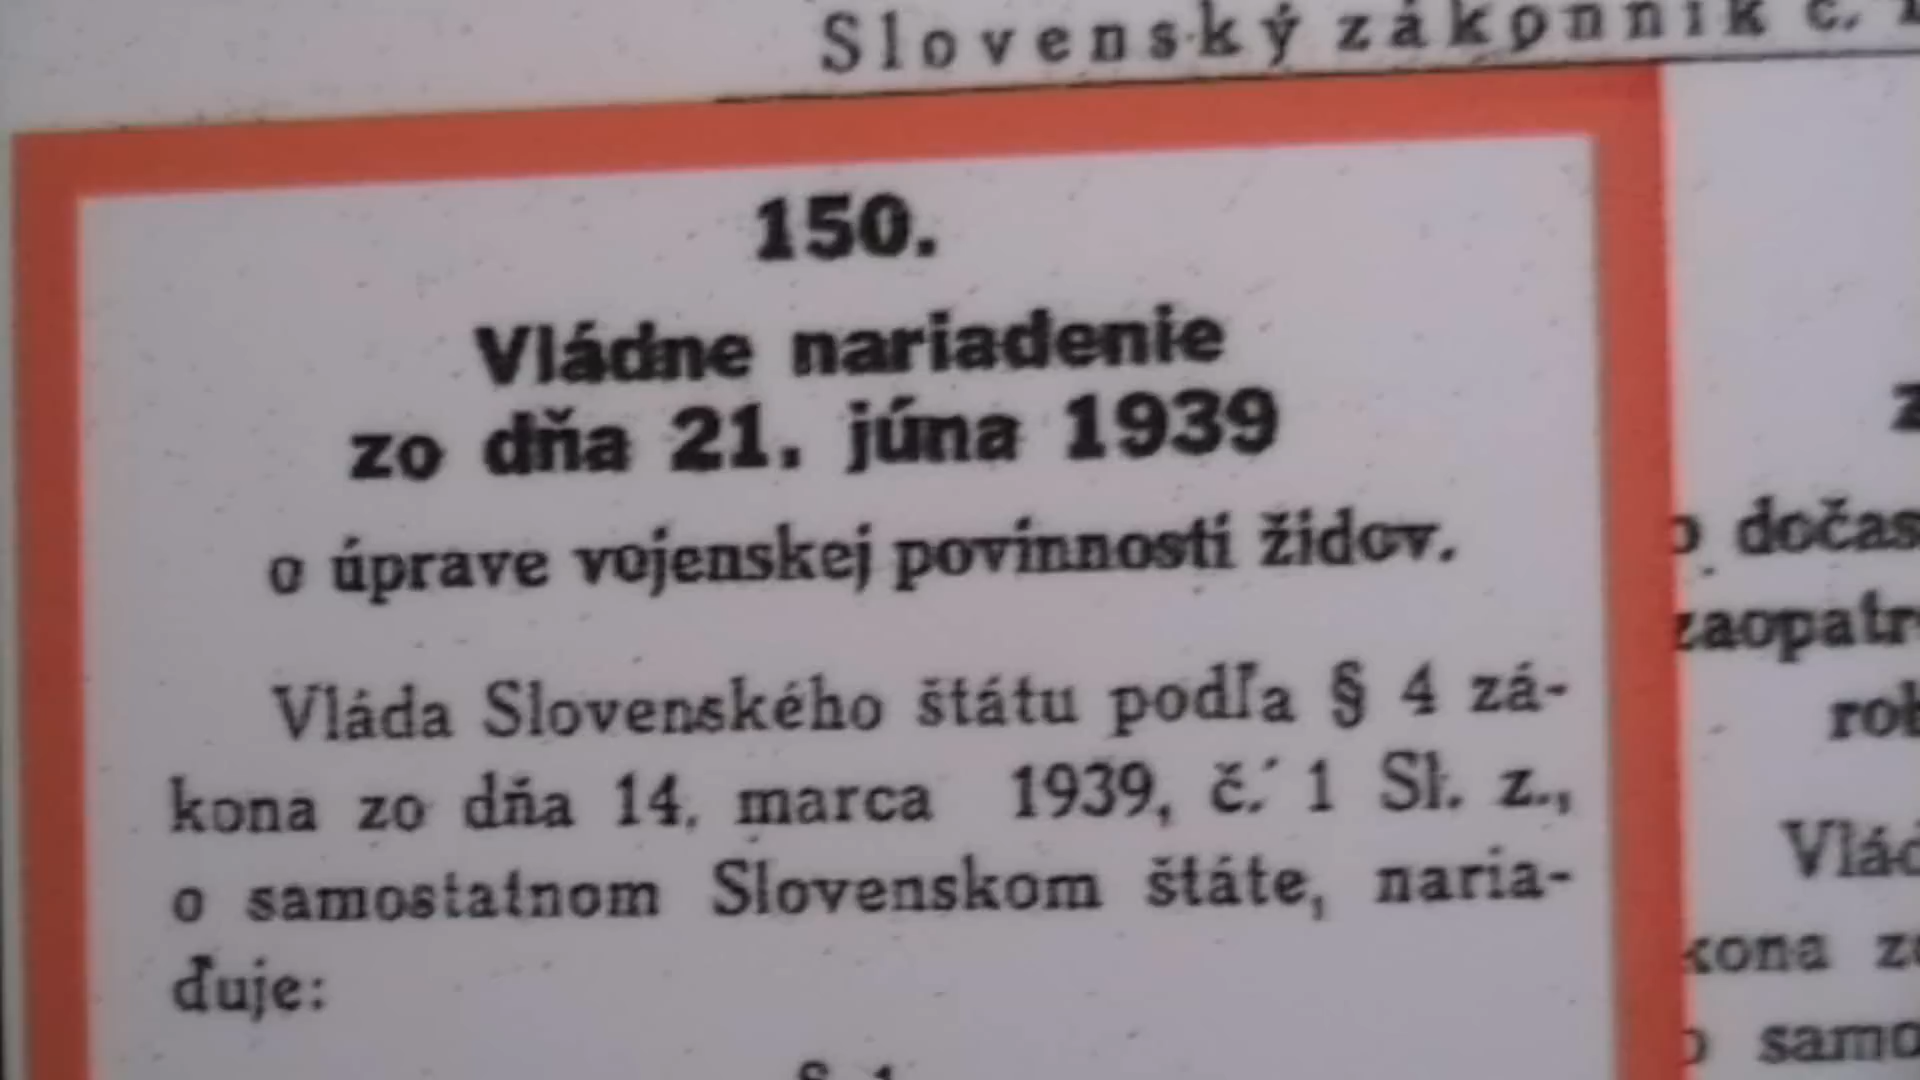 Slovenský zákonník č.
150.
Vládne nariadenie
zo dňa 21. júna 1939
o úprave vojenskej povinnosti židov.
Vláda Slovenského štátu podľa § 4 zá-
kona zo dňa 14. marca 1939, č. 1 Sl. z.,
o samostatnom Slovenskom štáte, naria-
ďuje:
§ 1
o dočas
zaopatr
rob
Vlád
kona
o samo